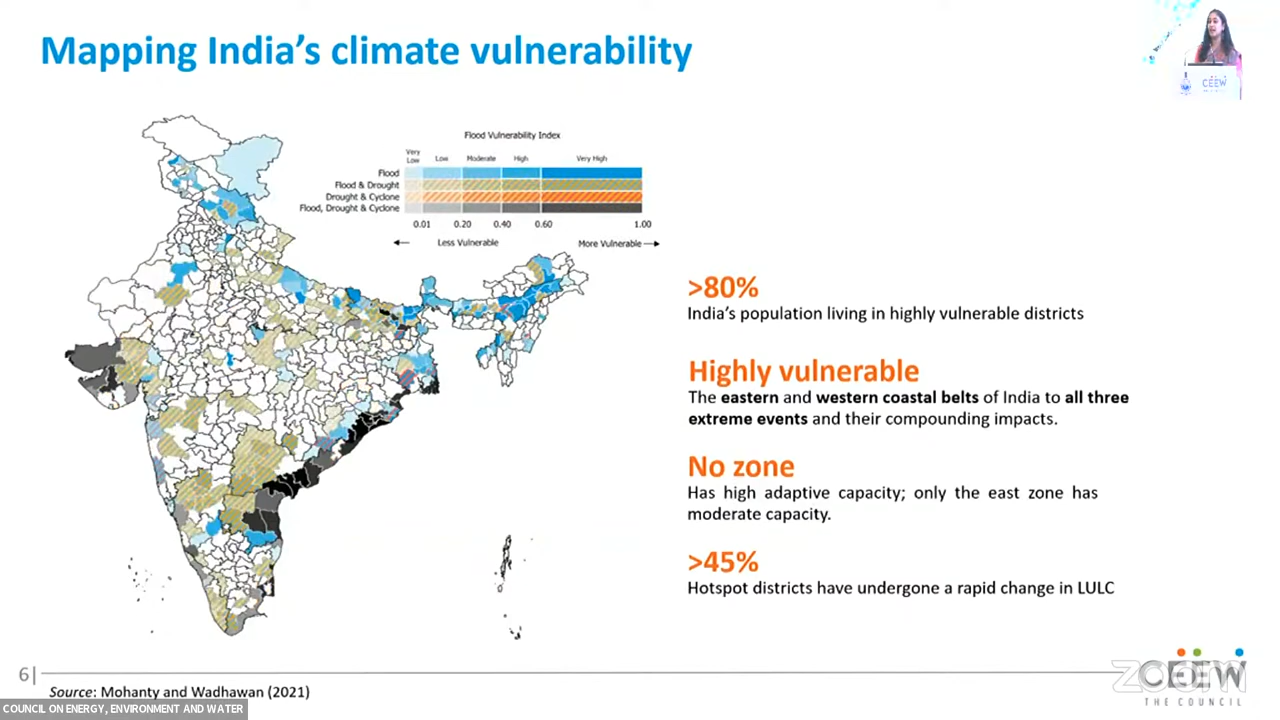 Mapping India's climate vulnerability
CEEW
Flood Vulnerability Index
Very
Low
Low
Moderate
High
Very High
Flood
Flood & Drought
Drought & Cyclone
Flood, Drought & Cyclone
0.01
0.20
0.40
0.60
1.00
Less Vulnerable
More Vulnerable
>80%
India's population living in highly vulnerable districts
Highly vulnerable
The eastern and western coastal belts of India to all three
extreme events and their compounding impacts.
No zone
Has high adaptive capacity; only the east zone has
moderate capacity.
>45%
Hotspot districts have undergone a rapid change in LULC
6|
Source: Mohanty and Wadhawan (2021)
COUNCIL ON ENERGY, ENVIRONMENT AND WATER
CEEW
zoom
THE COUNCIL